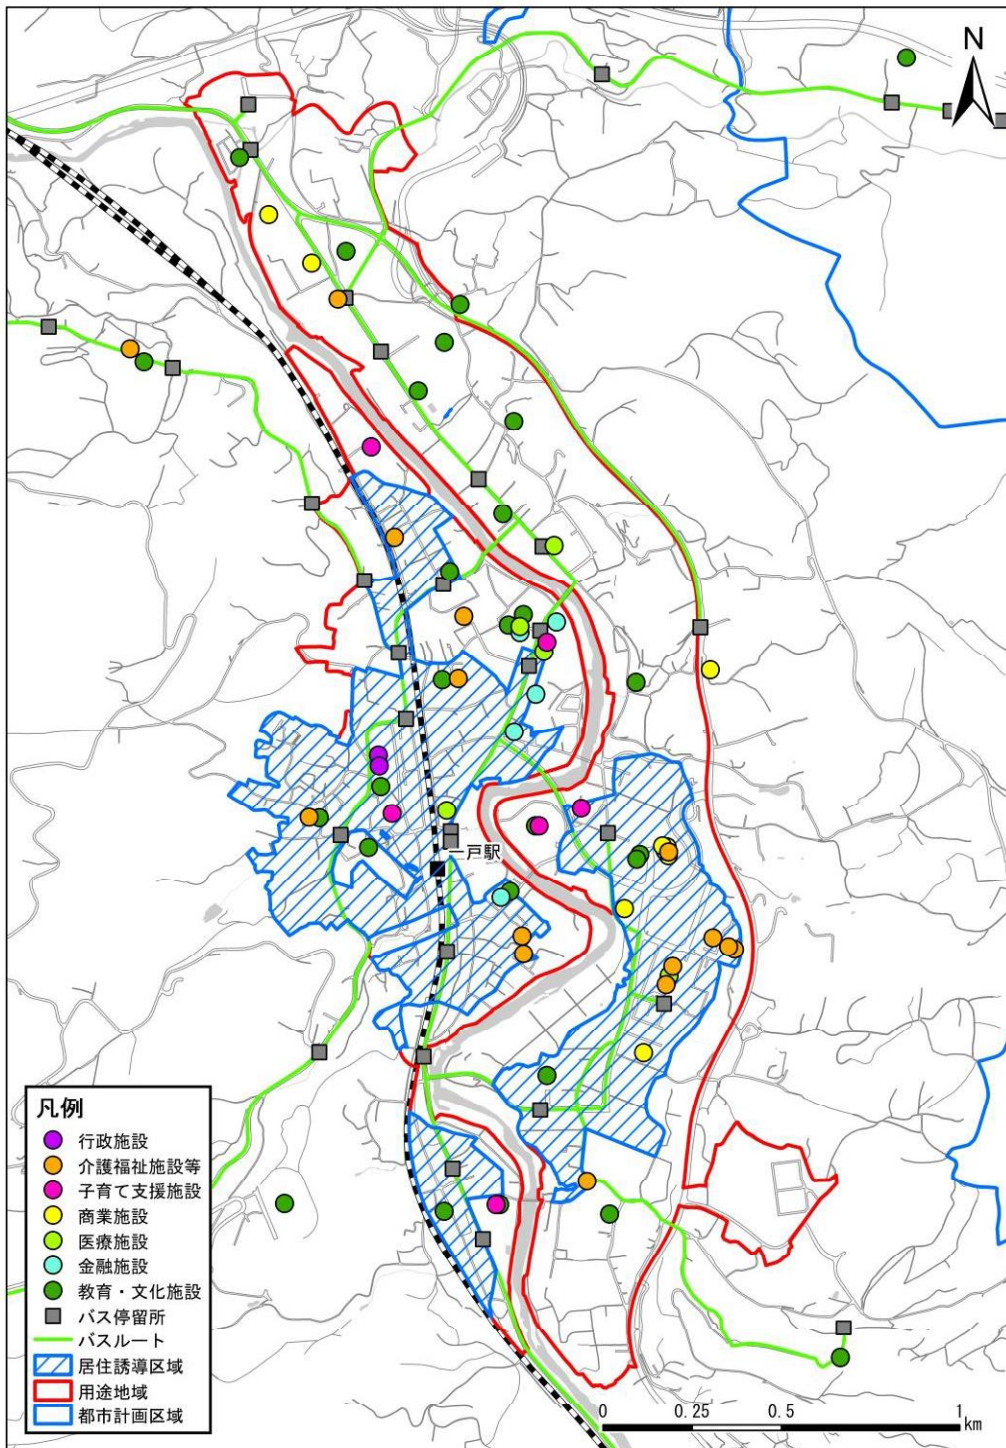 N
一戸駅
凡例
行政施設
介護福祉施設等
子育て支援施設
商業施設
医療施設
金融施設
教育・文化施設
バス停留所
バスルート
居住誘導区域
用途地域
都市計画区域
0 0.25 0.5 1
km